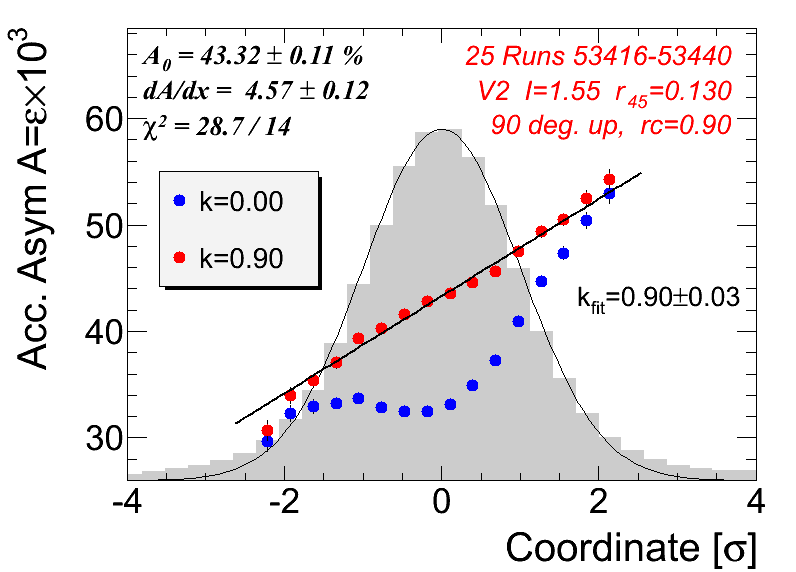 A₀ = 43.32 ± 0.11 %
dA/dx = 4.57 ± 0.12
χ² = 28.7 / 14
25 Runs 53416-53440
V2 I=1.55 r₄₅=0.130
90 deg. up, rc=0.90
k=0.00
k=0.90
k_fit=0.90±0.03
Acc. Asym A=ε×10³
60
50
40
30
-4 -2 0 2 4
Coordinate [σ]